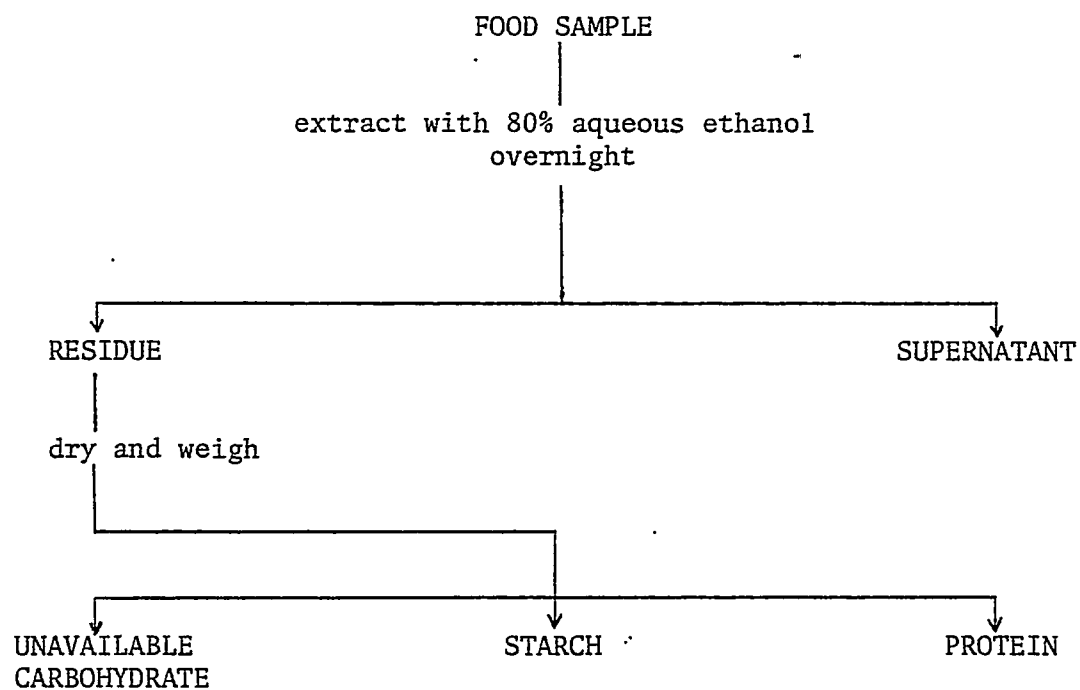 FOOD SAMPLE
extract with 80% aqueous ethanol
overnight
RESIDUE
SUPERNATANT
dry and weigh
UNAVAILABLE
CARBOHYDRATE
STARCH
PROTEIN